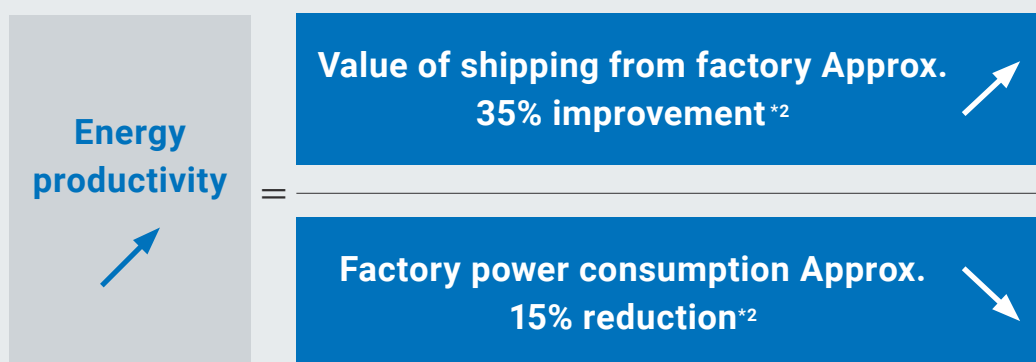 Energy
productivity
=
Value of shipping from factory Approx.
35% improvement*2
Factory power consumption Approx.
15% reduction*2